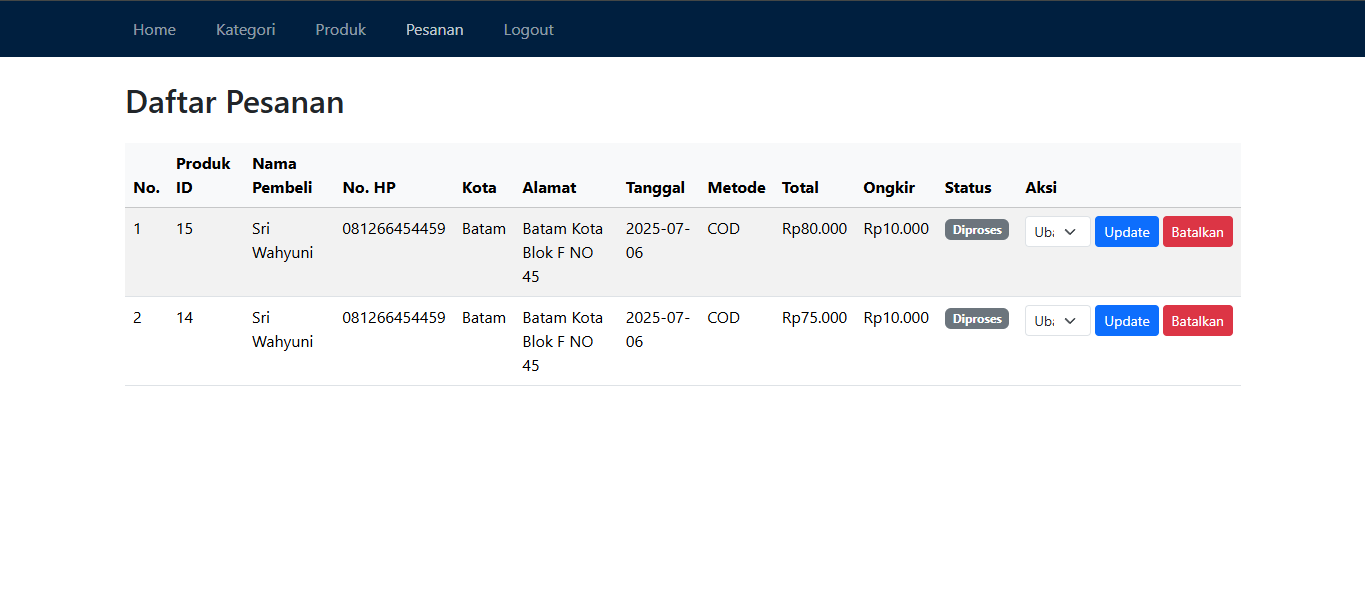 Home Kategori Produk Pesanan Logout
Daftar Pesanan
No. Produk ID Nama Pembeli No. HP Kota Alamat Tanggal Metode Total Ongkir Status Aksi
1 15 Sri Wahyuni 081266454459 Batam Batam Kota Blok F NO 45 2025-07-06 COD Rp80.000 Rp10.000 Diproses Uba Update Batalkan
2 14 Sri Wahyuni 081266454459 Batam Batam Kota Blok F NO 45 2025-07-06 COD Rp75.000 Rp10.000 Diproses Uba Update Batalkan